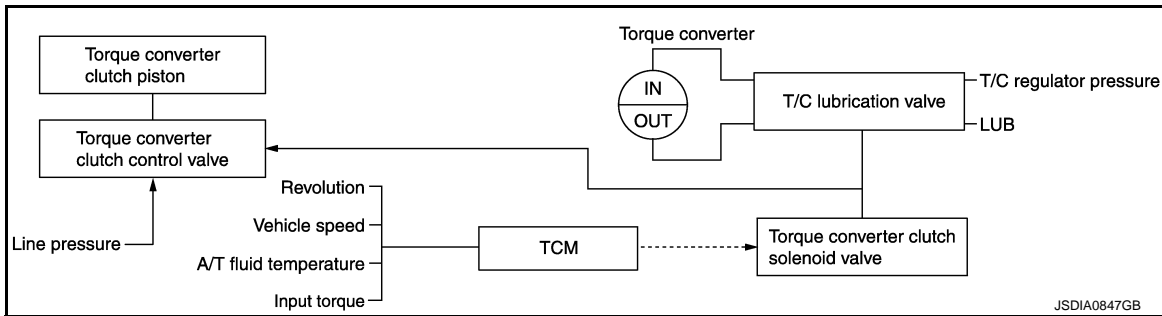 Torque converter
clutch piston
Torque converter
clutch control valve
Line pressure
Revolution
Vehicle speed
A/T fluid temperature
Input torque
TCM
Torque converter
IN
OUT
T/C lubrication valve
T/C regulator pressure
LUB
Torque converter clutch
solenoid valve
JSDIA0847GB